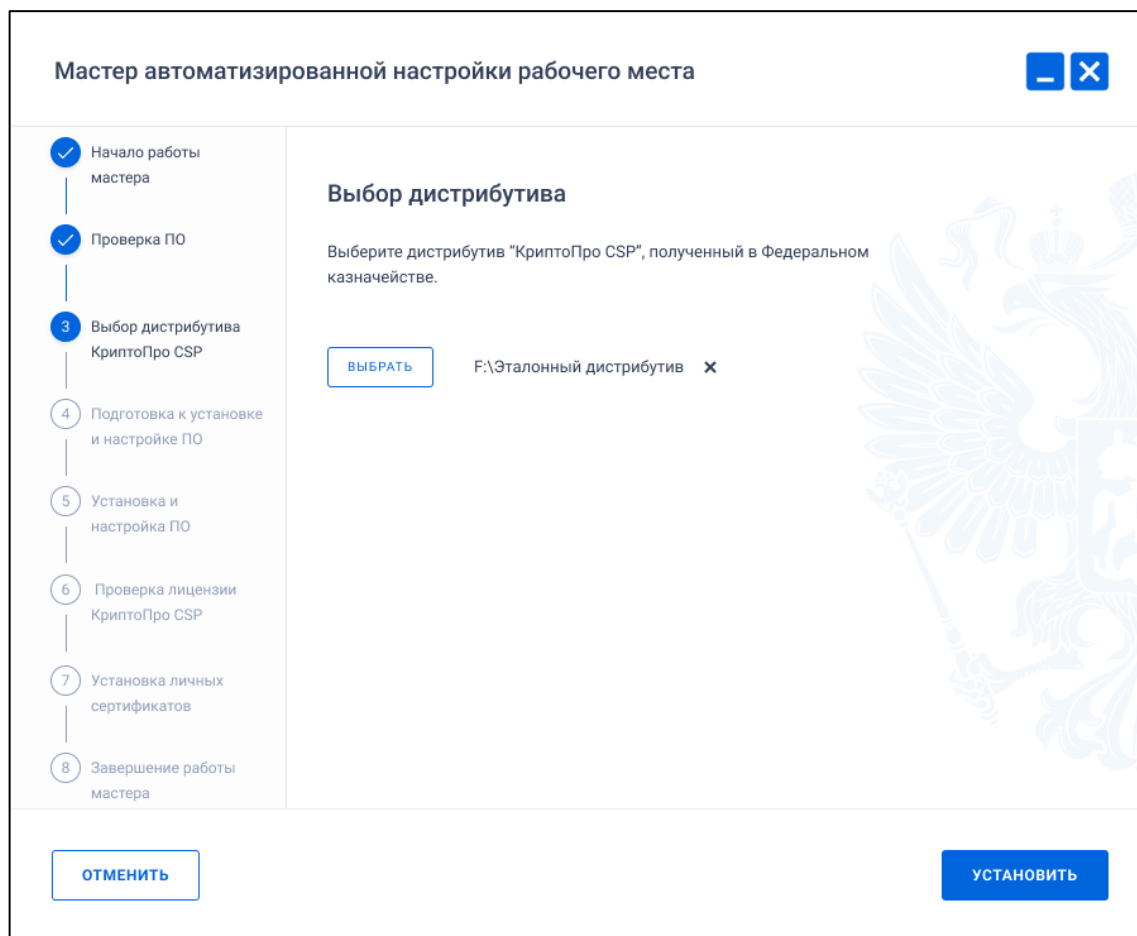 Мастер автоматизированной настройки рабочего места
Начало работы
мастера
Проверка ПО
3
Выбор дистрибутива
КриптоПро CSP
4
Подготовка к установке
и настройке ПО
5
Установка и
настройка ПО
6
Проверка лицензии
КриптоПро CSP
7
Установка личных
сертификатов
8
Завершение работы
мастера
Выбор дистрибутива
Выберите дистрибутив “КриптоПро CSP”, полученный в Федеральном
казначействе.
ВЫБРАТЬ
F:\Эталонный дистрибутив
ОТМЕНИТЬ
УСТАНОВИТЬ